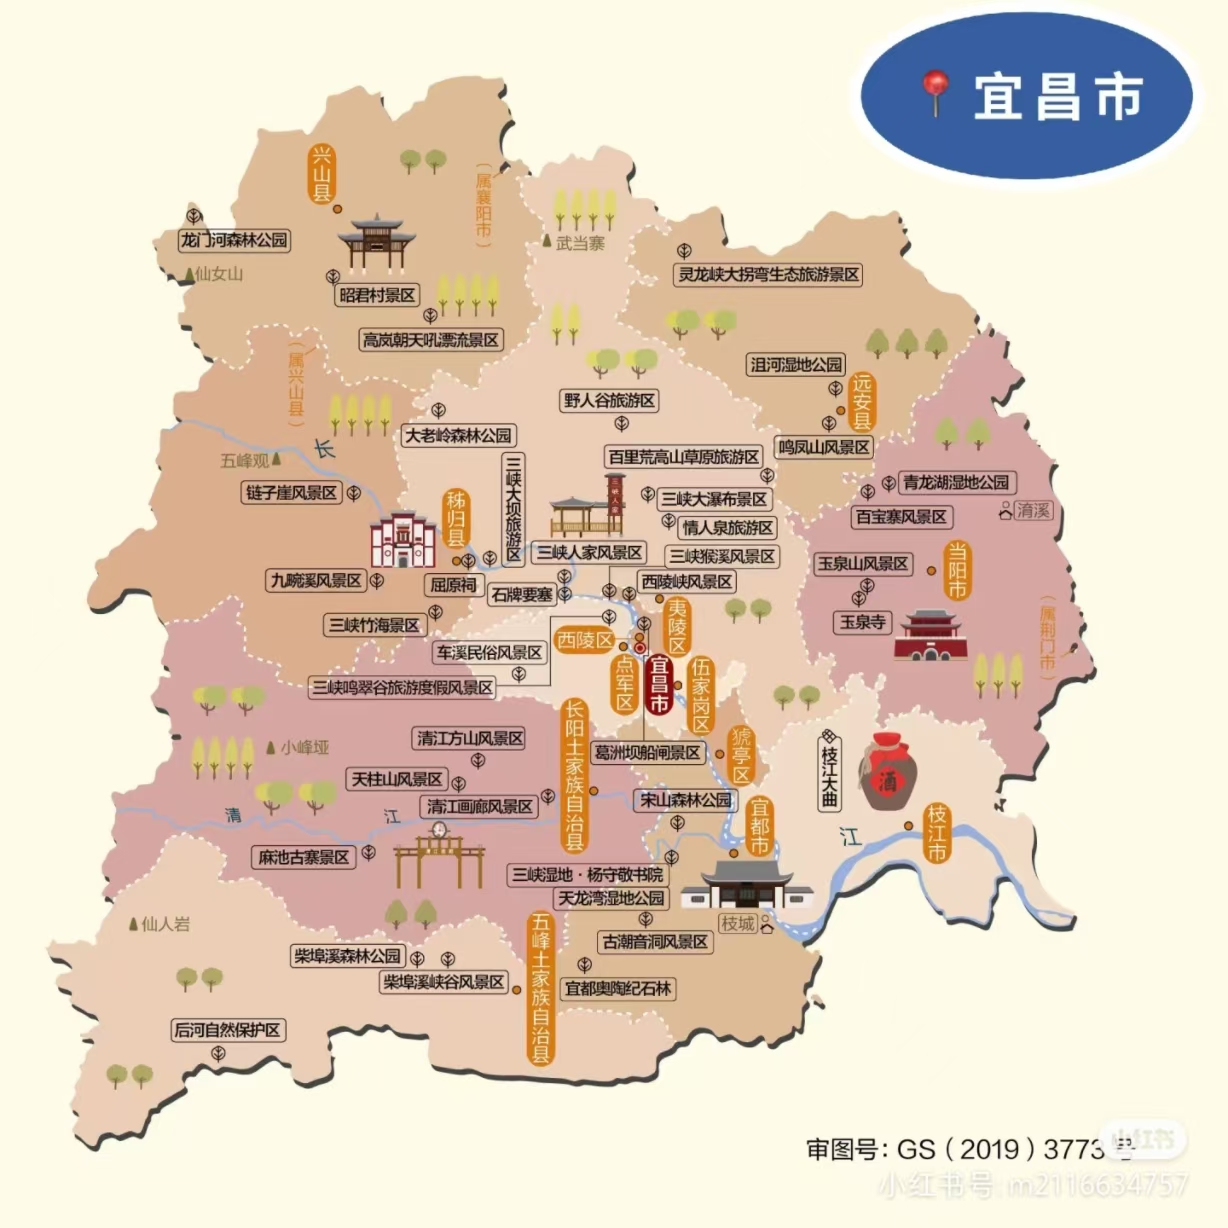 宜昌市
兴山县
(属襄阳市)
龙门河森林公园
仙女山
武当寨
灵龙峡大拐弯生态旅游景区
昭君村景区
高岚朝天吼漂流景区
(属兴山县)
沮河湿地公园
远安县
野人谷旅游区
大老岭森林公园
长
鸣凤山风景区
五峰观
百里荒高山草原旅游区
三峡大坝旅游区
链子崖风景区
秭归县
三峡人家
三峡大瀑布景区
青龙湖湿地公园
百宝寨风景区
淯溪
情人泉旅游区
三峡人家风景区
三峡猴溪风景区
玉泉山风景区
当阳市
九畹溪风景区
屈原祠
石牌要塞
西陵峡风景区
玉泉寺
(属荆门市)
三峡竹海景区
夷陵区
西陵区
车溪民俗风景区
点军区
宜昌市
伍家岗区
三峡鸣翠谷旅游度假风景区
长阳土家族自治县
清江方山风景区
小峰垭
葛洲坝船闸景区
猇亭区
枝江大曲
酒
天柱山风景区
清江画廊风景区
宋山森林公园
宜都市
清
江
枝江市
江
麻池古寨景区
三峡湿地·杨守敬书院
天龙湾湿地公园
仙人岩
五峰土家族自治县
枝城
柴埠溪森林公园
古潮音洞风景区
柴埠溪峡谷风景区
宜都奥陶纪石林
后河自然保护区
审图号：GS（2019）3773号
小红书
小红书号: m2116634757